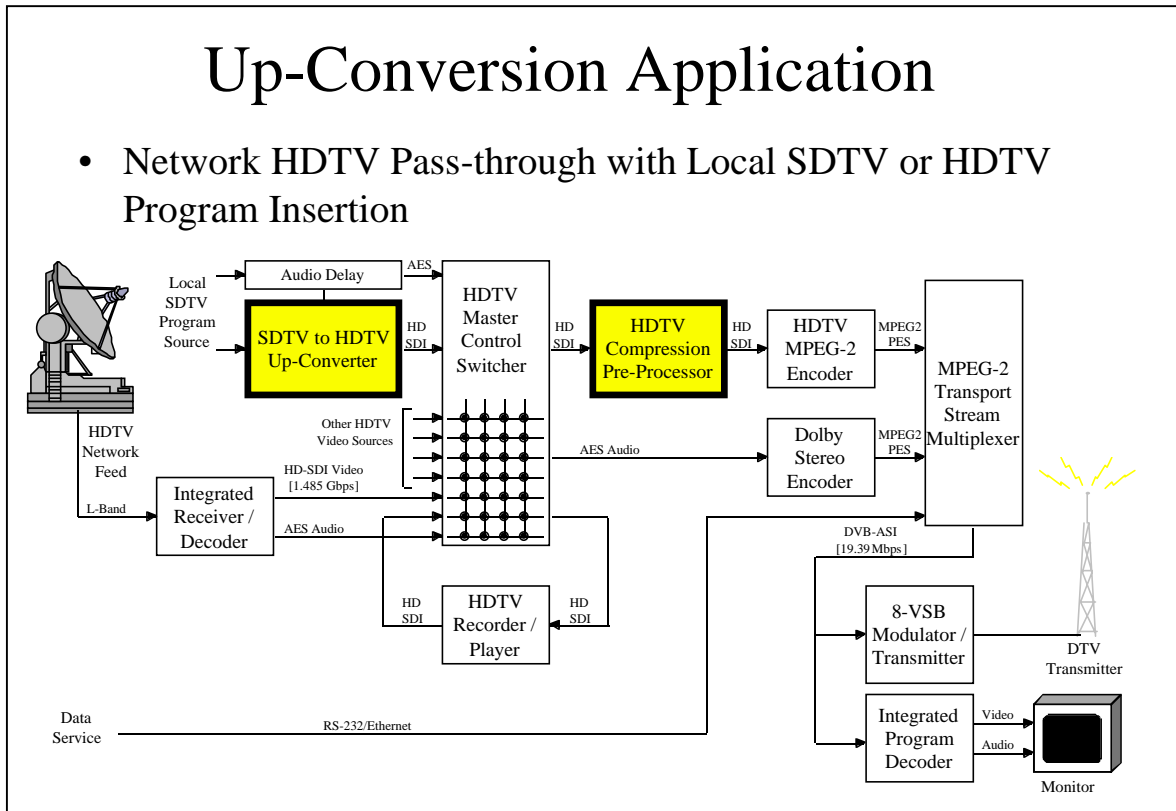 Up-Conversion Application
• Network HDTV Pass-through with Local SDTV or HDTV
Program Insertion
Local
SDTV
Program
Source
Audio Delay
AES
SDTV to HDTV
Up-Converter
HD
SDI
HDTV
Master
Control
Switcher
HD
SDI
HDTV
Compression
Pre-Processor
HD
SDI
HDTV
MPEG-2
Encoder
MPEG2
PES
MPEG-2
Transport
Stream
Multiplexer
Other HDTV
Video Sources
HDTV
Network
Feed
L-Band
Integrated
Receiver /
Decoder
HD-SDI Video
[1.485 Gbps]
AES Audio
AES Audio
Dolby
Stereo
Encoder
MPEG2
PES
HD
SDI
HDTV
Recorder /
Player
HD
SDI
DVB-ASI
[19.39 Mbps]
8-VSB
Modulator /
Transmitter
DTV
Transmitter
Data
Service
RS-232/Ethernet
Integrated
Program
Decoder
Video
Audio
Monitor